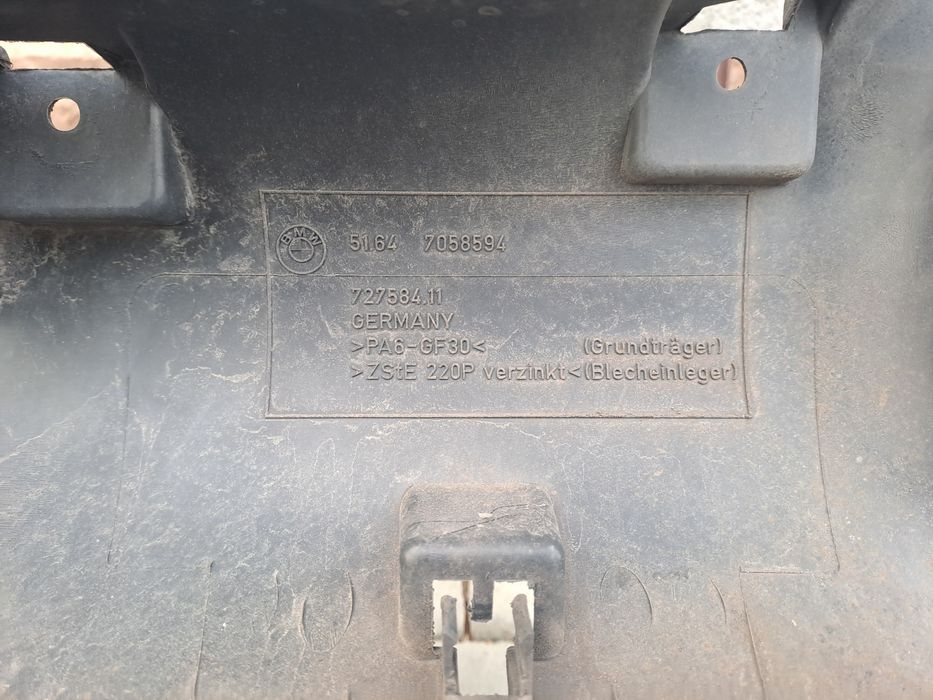 BMW 51.64 7058594
727584.11
GERMANY
>PA6-GF30< (Grundträger)
>ZStE 220P verzinkt< (Blecheinleger)